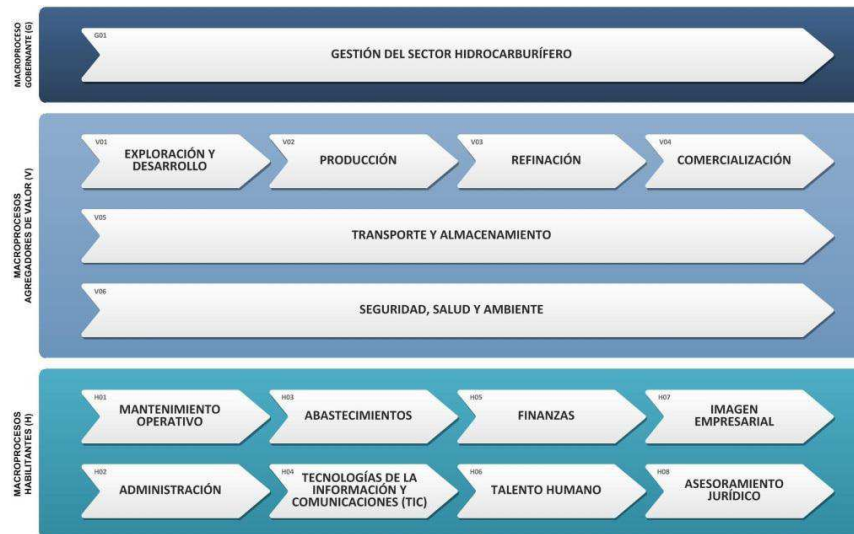 MACROPROCESO
GOBERNANTE (G)
G01
GESTIÓN DEL SECTOR HIDROCARBURÍFERO
MACROPROCESOS
AGREGADORES DE VALOR (V)
V01
EXPLORACIÓN Y
DESARROLLO
V02
PRODUCCIÓN
V03
REFINACIÓN
V04
COMERCIALIZACIÓN
V05
TRANSPORTE Y ALMACENAMIENTO
V06
SEGURIDAD, SALUD Y AMBIENTE
MACROPROCESOS
HABILITANTES (H)
H01
MANTENIMIENTO
OPERATIVO
H03
ABASTECIMIENTOS
H05
FINANZAS
H07
IMAGEN
EMPRESARIAL
H02
ADMINISTRACIÓN
H04
TECNOLOGÍAS DE LA
INFORMACIÓN Y
COMUNICACIONES (TIC)
H06
TALENTO HUMANO
H08
ASESORAMIENTO
JURÍDICO